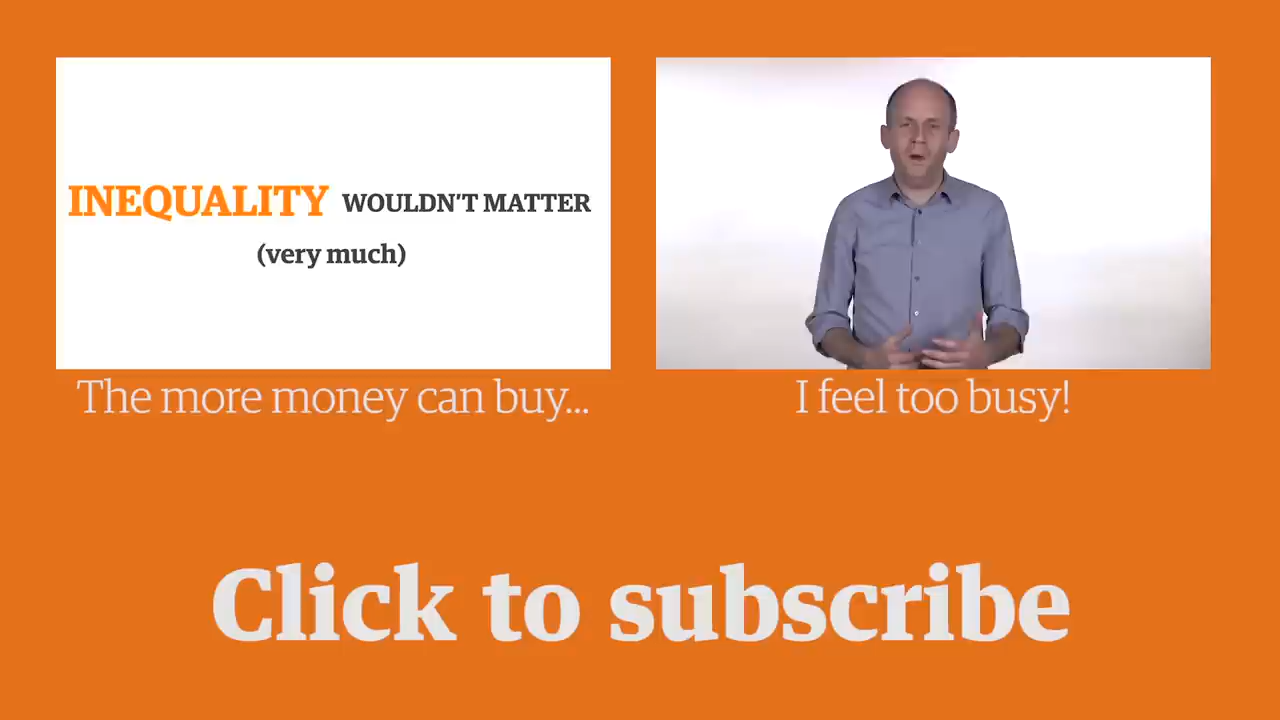 INEQUALITY WOULDN'T MATTER
(very much)
The more money can buy...
I feel too busy!
Click to subscribe